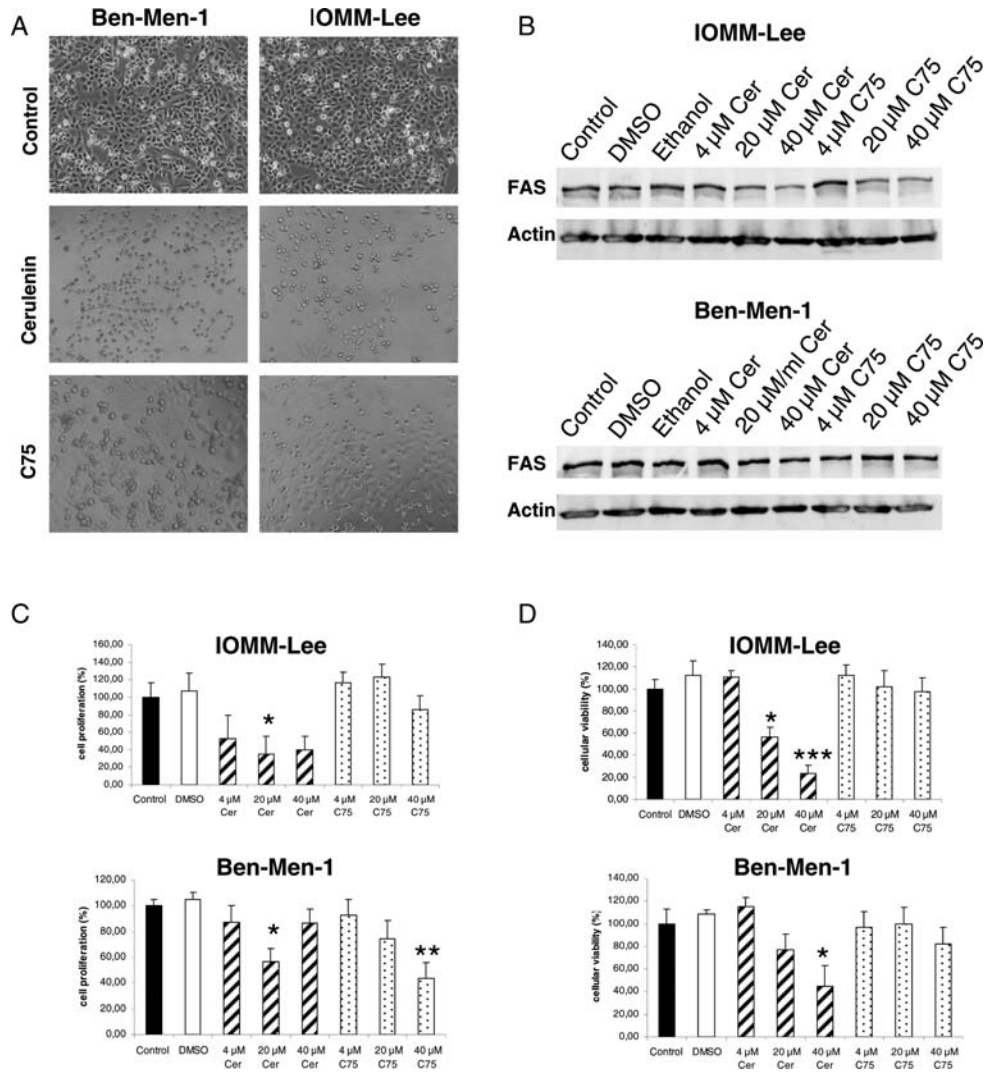 A
Ben-Men-1
IOMM-Lee
Control
Cerulenin
C75
B
IOMM-Lee
Control
DMSO
Ethanol
4 µM Cer
20 µM Cer
40 µM Cer
4 µM C75
20 µM C75
40 µM C75
FAS
Actin
Ben-Men-1
Control
DMSO
Ethanol
4 µM Cer
20 µM/ml Cer
40 µM Cer
4 µM C75
20 µM C75
40 µM C75
FAS
Actin
C
IOMM-Lee
cell proliferation (%)
160,00
140,00
120,00
100,00
80,00
60,00
40,00
20,00
0,00
*
Control DMSO 4 µM 20 µM 40 µM 4 µM 20 µM 40 µM
Cer Cer Cer C75 C75 C75
Ben-Men-1
cell proliferation (%)
120,00
100,00
80,00
60,00
40,00
20,00
0,00
*
**
Control DMSO 4 µM 20 µM 40 µM 4 µM 20 µM 40 µM
Cer Cer Cer C75 C75 C75
D
IOMM-Lee
cellular viability (%)
140,00
120,00
100,00
80,00
60,00
40,00
20,00
0,00
*
***
Control DMSO 4 µM 20 µM 40 µM 4 µM 20 µM 40 µM
Cer Cer Cer C75 C75 C75
Ben-Men-1
cellular viability (%)
140,00
120,00
100,00
80,00
60,00
40,00
20,00
0,00
*
Control DMSO 4 µM 20 µM 40 µM 4 µM 20 µM 40 µM
Cer Cer Cer C75 C75 C75